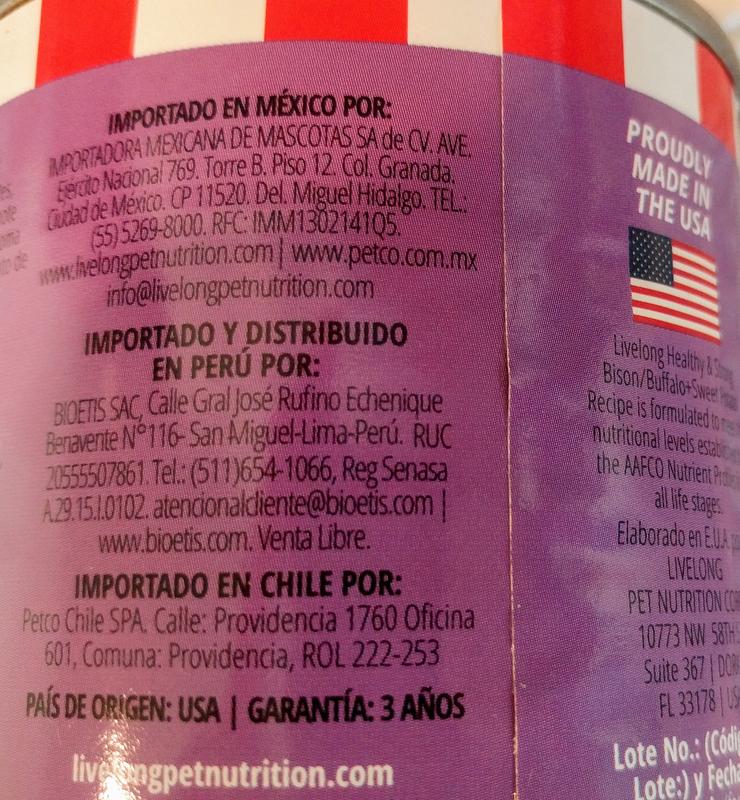 IMPORTADO EN MÉXICO POR:
IMPORTADORA MEXICANA DE MASCOTAS SA de CV. AVE.
Ejército Nacional 769. Torre B. Piso 12. Col. Granada.
Ciudad de México. CP 11520. Del. Miguel Hidalgo. TEL.:
(55) 5269-8000. RFC: IMM1302141Q5.
www.livelongpetnutrition.com | www.petco.com.mx
info@livelongpetnutrition.com
IMPORTADO Y DISTRIBUIDO
EN PERÚ POR:
BIOETIS SAC, Calle Gral José Rufino Echenique
Benavente N°116- San Miguel-Lima-Perú. RUC
20555507861. Tel.: (511)654-1066, Reg Senasa
A.29.15.I.0102. atencionalcliente@bioetis.com |
www.bioetis.com. Venta Libre.
IMPORTADO EN CHILE POR:
Petco Chile SPA. Calle: Providencia 1760 Oficina
601, Comuna: Providencia, ROL 222-253
PAÍS DE ORIGEN: USA | GARANTÍA: 3 AÑOS
livelongpetnutrition.com
PROUDLY
MADE IN
THE USA
Livelong Healthy &
Bison/Buffalo+Sweet
Recipe is formulated to
nutritional levels
the AAFCO Nutrient
all life stages.
Elaborado en E.U.A.
LIVELONG
PET NUTRITION
10773 NW 58TH
Suite 367 |
FL 33178 |
Lote No.:
Lote:) y